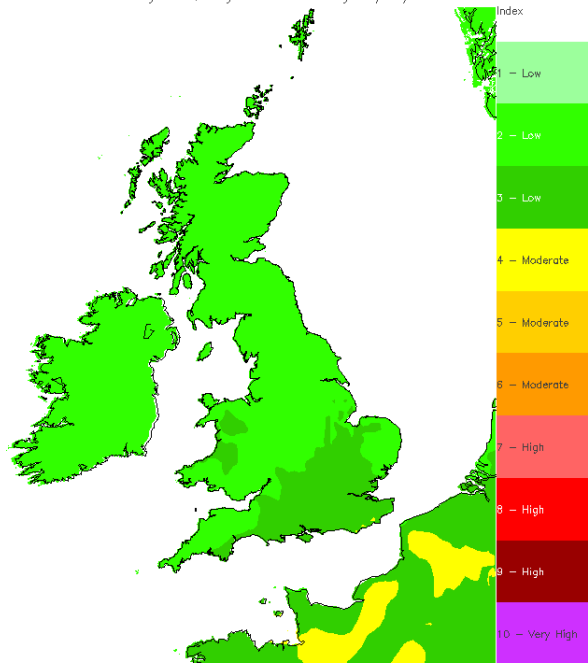 Index
1 - Low
2 - Low
3 - Low
4 - Moderate
5 - Moderate
6 - Moderate
7 - High
8 - High
9 - High
10 - Very High